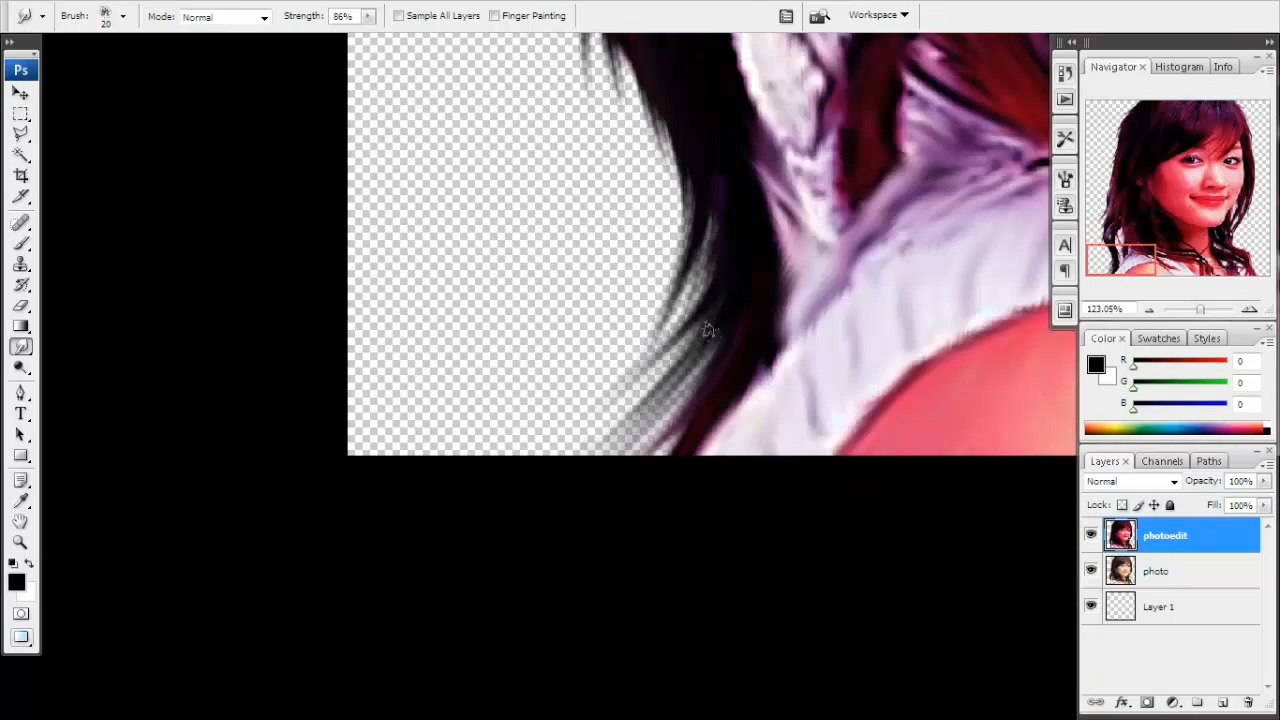 Brush: Mode: Normal Strength: 86% Sample All Layers Finger Painting Workspace
20
Ps
T
Navigator Histogram Info
123.05%
A
Color Swatches Styles
R 0
G 0
B 0
Layers Channels Paths
Normal Opacity: 100%
Lock: Fill: 100%
photoedit
photo
Layer 1
fx